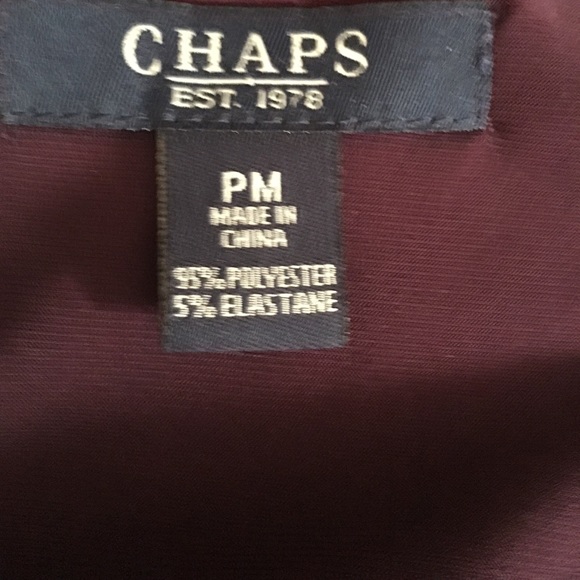 CHAPS
EST. 1978
PM
MADE IN
CHINA
95% POLYESTER
5% ELASTANE